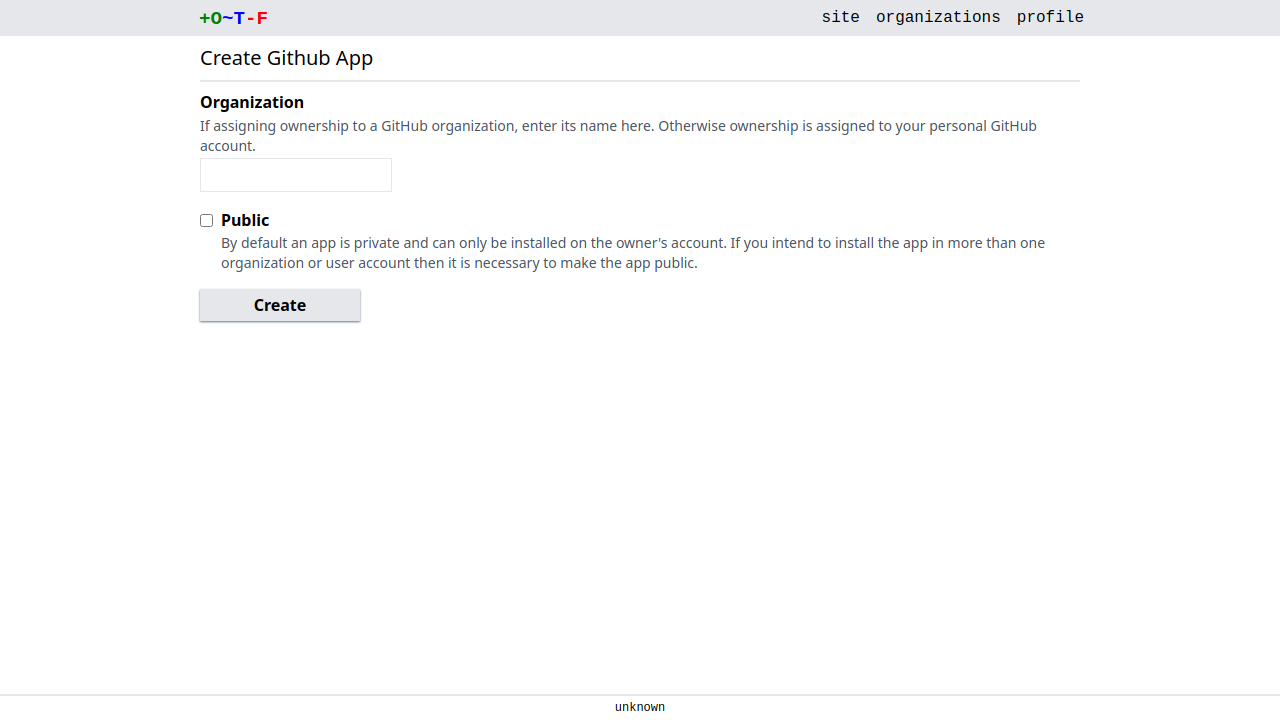 +O~T-F
site organizations profile
Create Github App
Organization
If assigning ownership to a GitHub organization, enter its name here. Otherwise ownership is assigned to your personal GitHub
account.
Public
By default an app is private and can only be installed on the owner's account. If you intend to install the app in more than one
organization or user account then it is necessary to make the app public.
Create
unknown